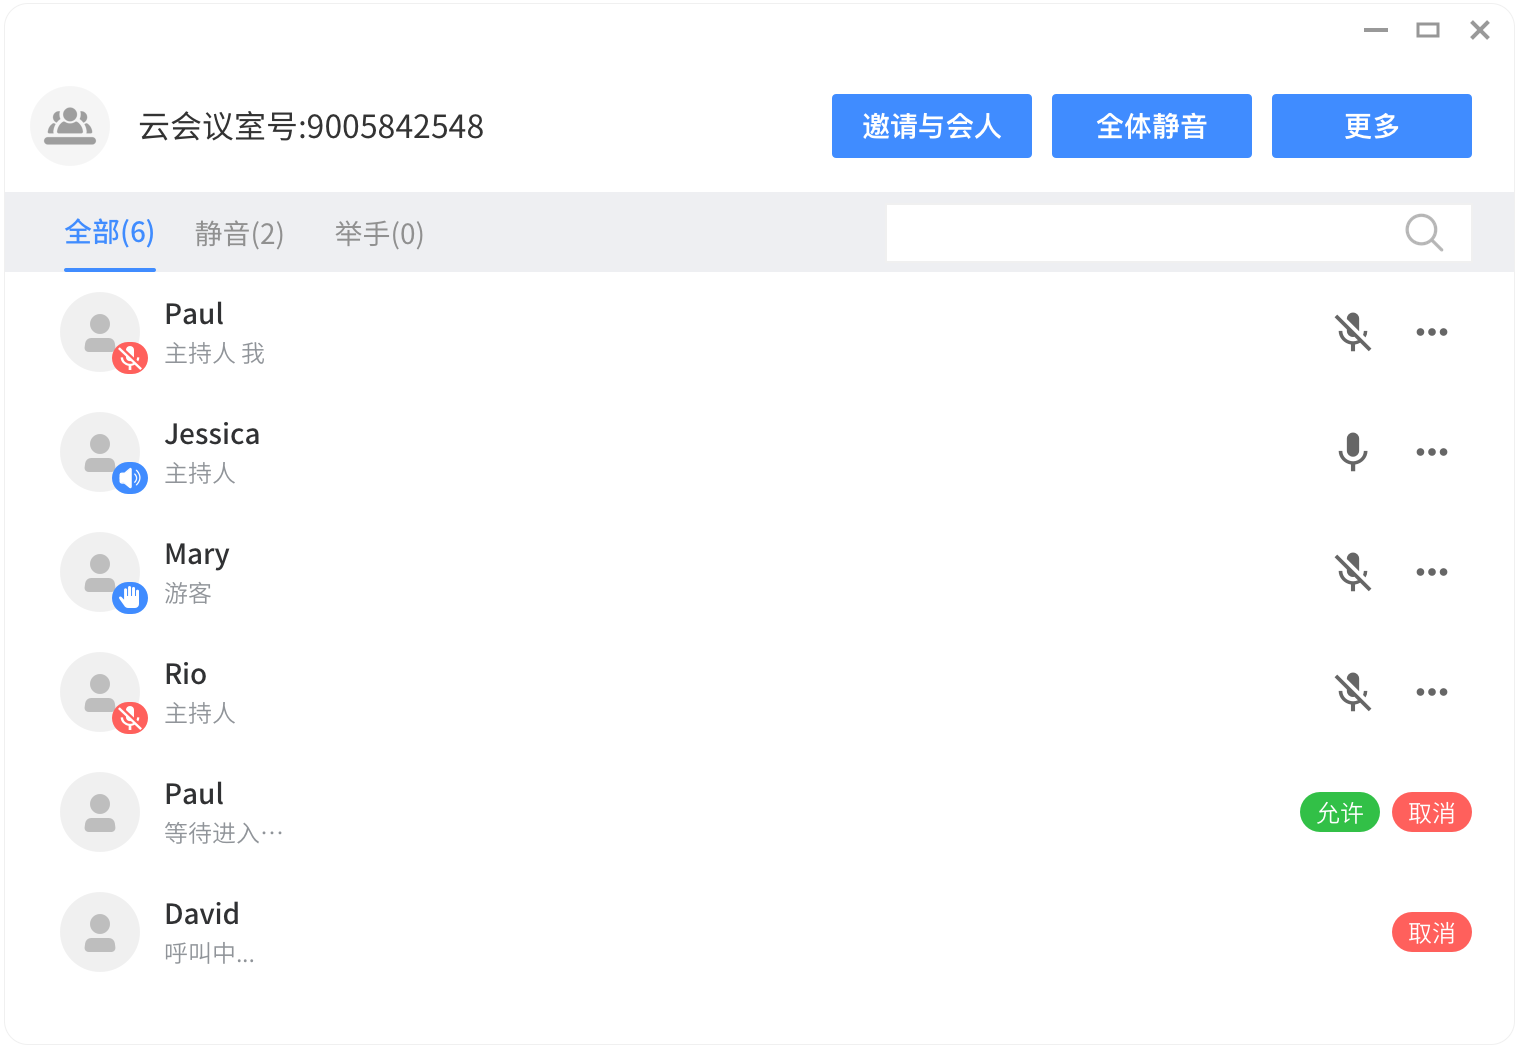 云会议室号:9005842548
邀请与会人
全体静音
更多
全部(6)
静音(2)
举手(0)
Paul
主持人 我
Jessica
主持人
Mary
游客
Rio
主持人
Paul
等待进入···
允许
取消
David
呼叫中...
取消